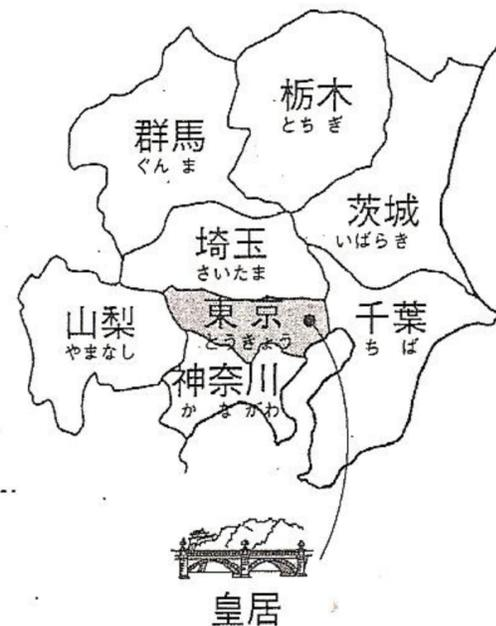 栃木
とちぎ
群馬
ぐんま
茨城
いばらき
埼玉
さいたま
東京
とうきょう
千葉
ちば
山梨
やまなし
神奈川
かながわ
皇居